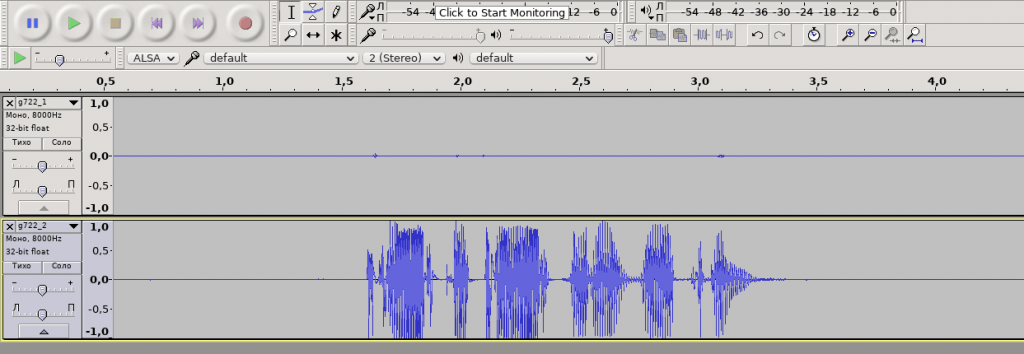 Л
П
-54 -4
Click to Start Monitoring
12 -6 0
Л
П
-54 -48 -42 -36 -30 -24 -18 -12 -6 0
ALSA
default
2 (Stereo)
default
0,5 1,0 1,5 2,0 2,5 3,0 3,5 4,0
g722_1
Моно, 8000Hz
32-bit float
Тихо Соло
- +
Л П
1,0
0,5-
0,0-
-0,5-
-1,0
g722_2
Моно, 8000Hz
32-bit float
Тихо Соло
- +
Л П
1,0
0,5-
0,0-
-0,5-
-1,0